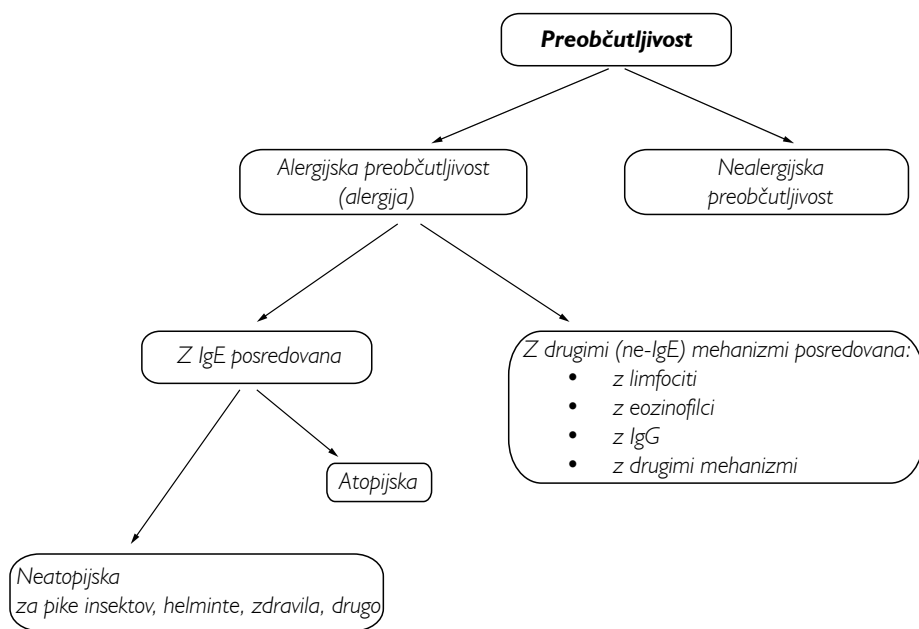 Preobčutljivost
Alergijska preobčutljivost
(alergija)
Nealergijska
preobčutljivost
Z IgE posredovana
Z drugimi (ne-IgE) mehanizmi posredovana:
• z limfociti
• z eozinofilci
• z IgG
• z drugimi mehanizmi
Atopijska
Neatopijska
za pike insektov, helminte, zdravila, drugo